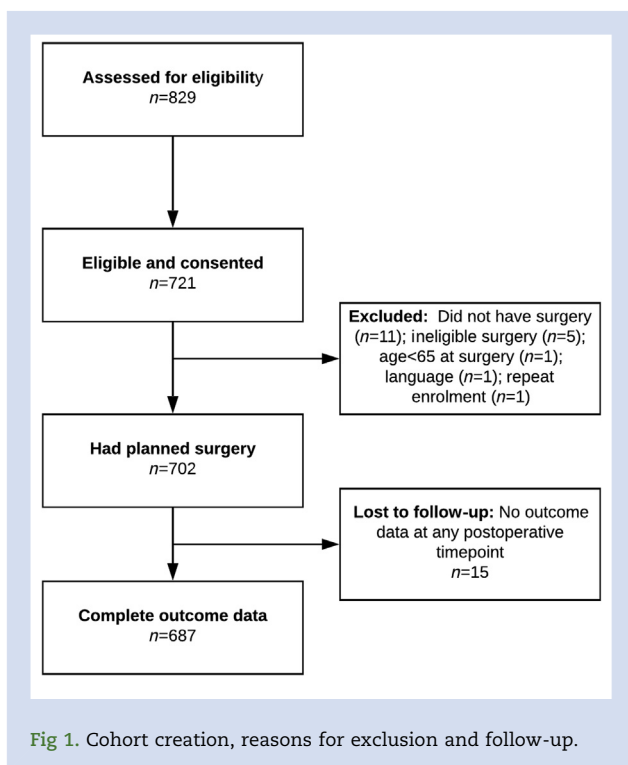 Assessed for eligibility
n=829
Eligible and consented
n=721
Excluded: Did not have surgery
(n=11); ineligible surgery (n=5);
age<65 at surgery (n=1);
language (n=1); repeat
enrolment (n=1)
Had planned surgery
n=702
Lost to follow-up: No outcome
data at any postoperative
timepoint
n=15
Complete outcome data
n=687
Fig 1. Cohort creation, reasons for exclusion and follow-up.